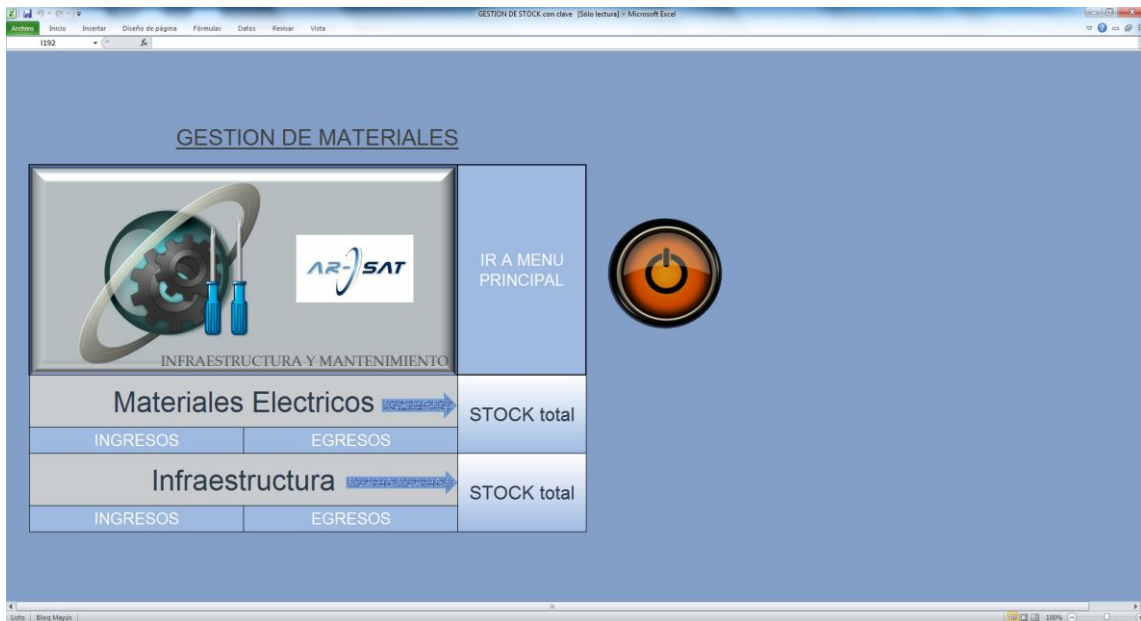 GESTION DE STOCK con clave [Sólo lectura] - Microsoft Excel
Archivo Inicio Insertar Diseño de página Fórmulas Datos Revisar Vista
I192 fx
GESTION DE MATERIALES
AR-SAT
INFRAESTRUCTURA Y MANTENIMIENTO
IR A MENU
PRINCIPAL
Materiales Electricos
STOCK total
INGRESOS EGRESOS
Infraestructura
STOCK total
INGRESOS EGRESOS
Listo Bloq Mayús 100%